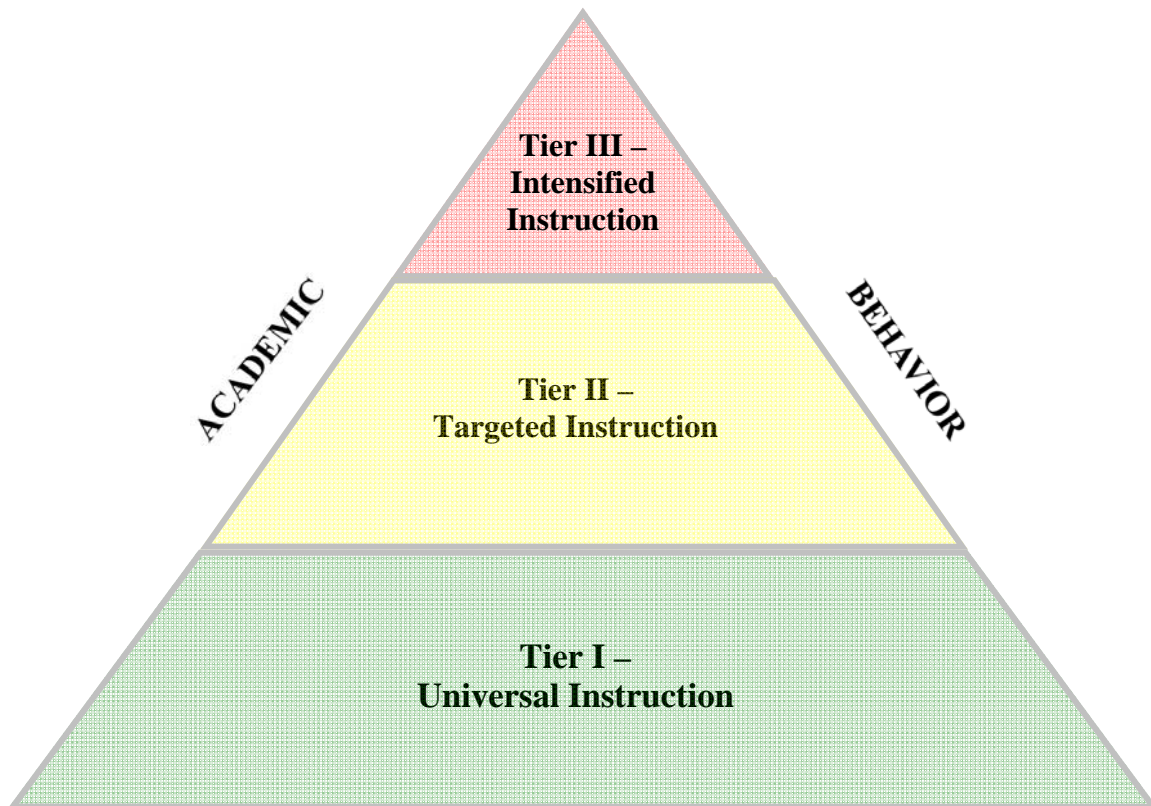 Tier III –
Intensified
Instruction
ACADEMIC
BEHAVIOR
Tier II –
Targeted Instruction
Tier I –
Universal Instruction